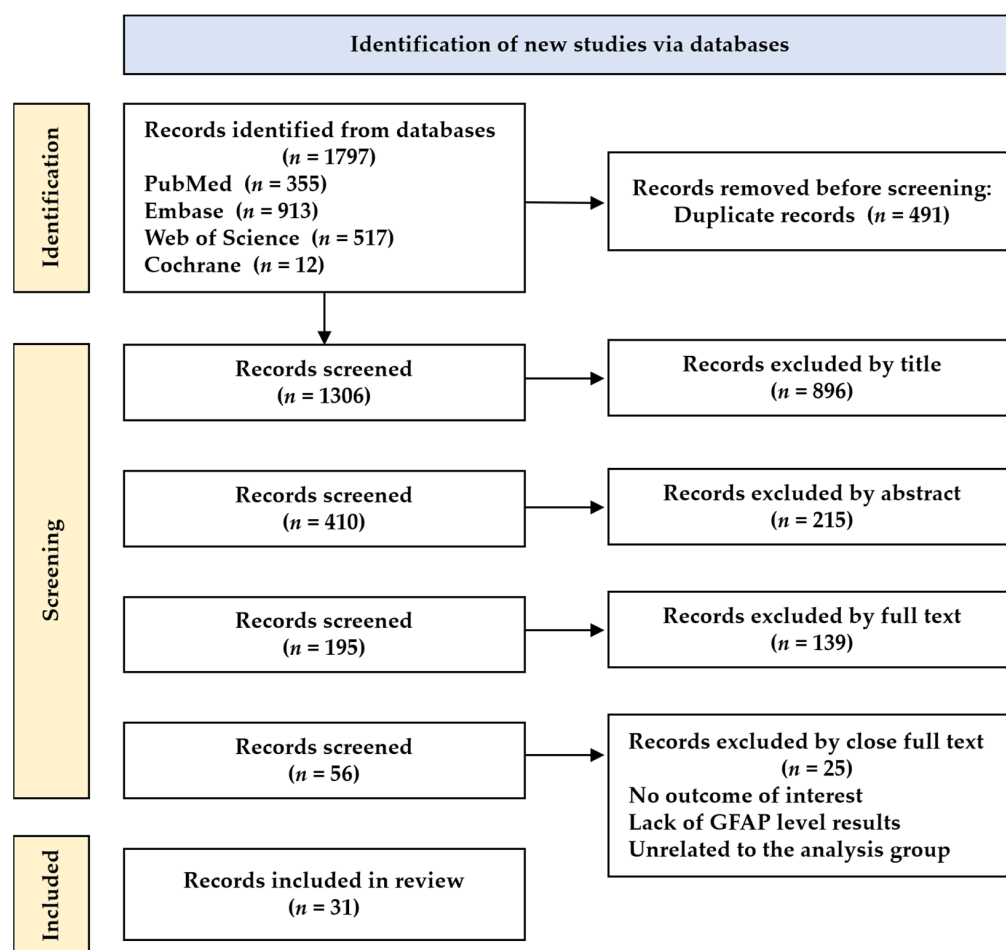 Identification of new studies via databases
Identification
Records identified from databases
(n = 1797)
PubMed (n = 355)
Embase (n = 913)
Web of Science (n = 517)
Cochrane (n = 12)
Records removed before screening:
Duplicate records (n = 491)
Screening
Records screened
(n = 1306)
Records excluded by title
(n = 896)
Records screened
(n = 410)
Records excluded by abstract
(n = 215)
Records screened
(n = 195)
Records excluded by full text
(n = 139)
Records screened
(n = 56)
Records excluded by close full text
(n = 25)
No outcome of interest
Lack of GFAP level results
Unrelated to the analysis group
Included
Records included in review
(n = 31)